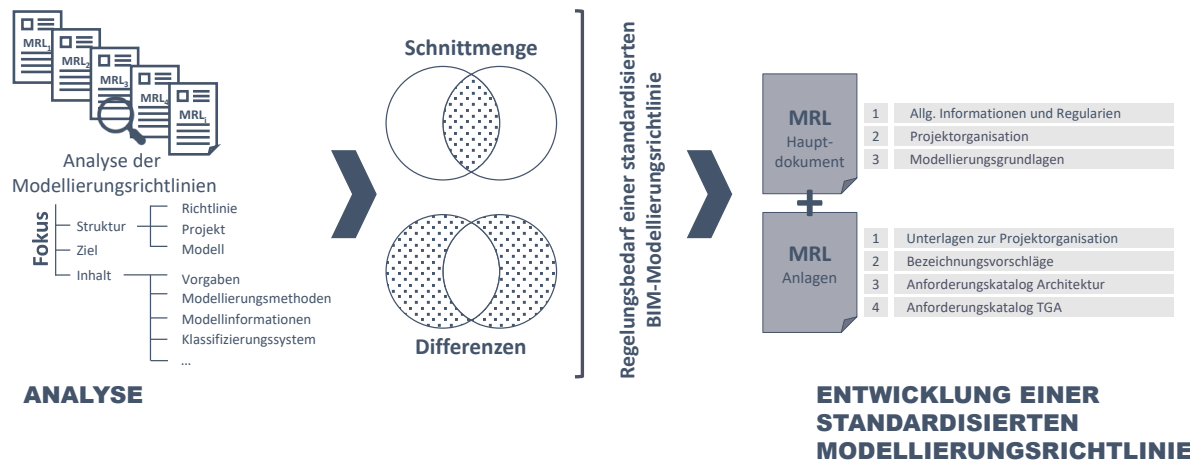 MRL1
MRL2
MRL3
MRL4
MRLi
Analyse der
Modellierungsrichtlinien
Fokus
Struktur
Richtlinie
Projekt
Modell
Ziel
Inhalt
Vorgaben
Modellierungsmethoden
Modellinformationen
Klassifizierungssystem
...
ANALYSE
Schnittmenge
Differenzen
Regelungsbedarf einer standardisierten
BIM-Modellierungsrichtlinie
MRL
Haupt-
dokument
1 Allg. Informationen und Regularien
2 Projektorganisation
3 Modellierungsgrundlagen
MRL
Anlagen
1 Unterlagen zur Projektorganisation
2 Bezeichnungsvorschläge
3 Anforderungskatalog Architektur
4 Anforderungskatalog TGA
ENTWICKLUNG EINER
STANDARDISIERTEN
MODELLIERUNGSRICHTLINIE